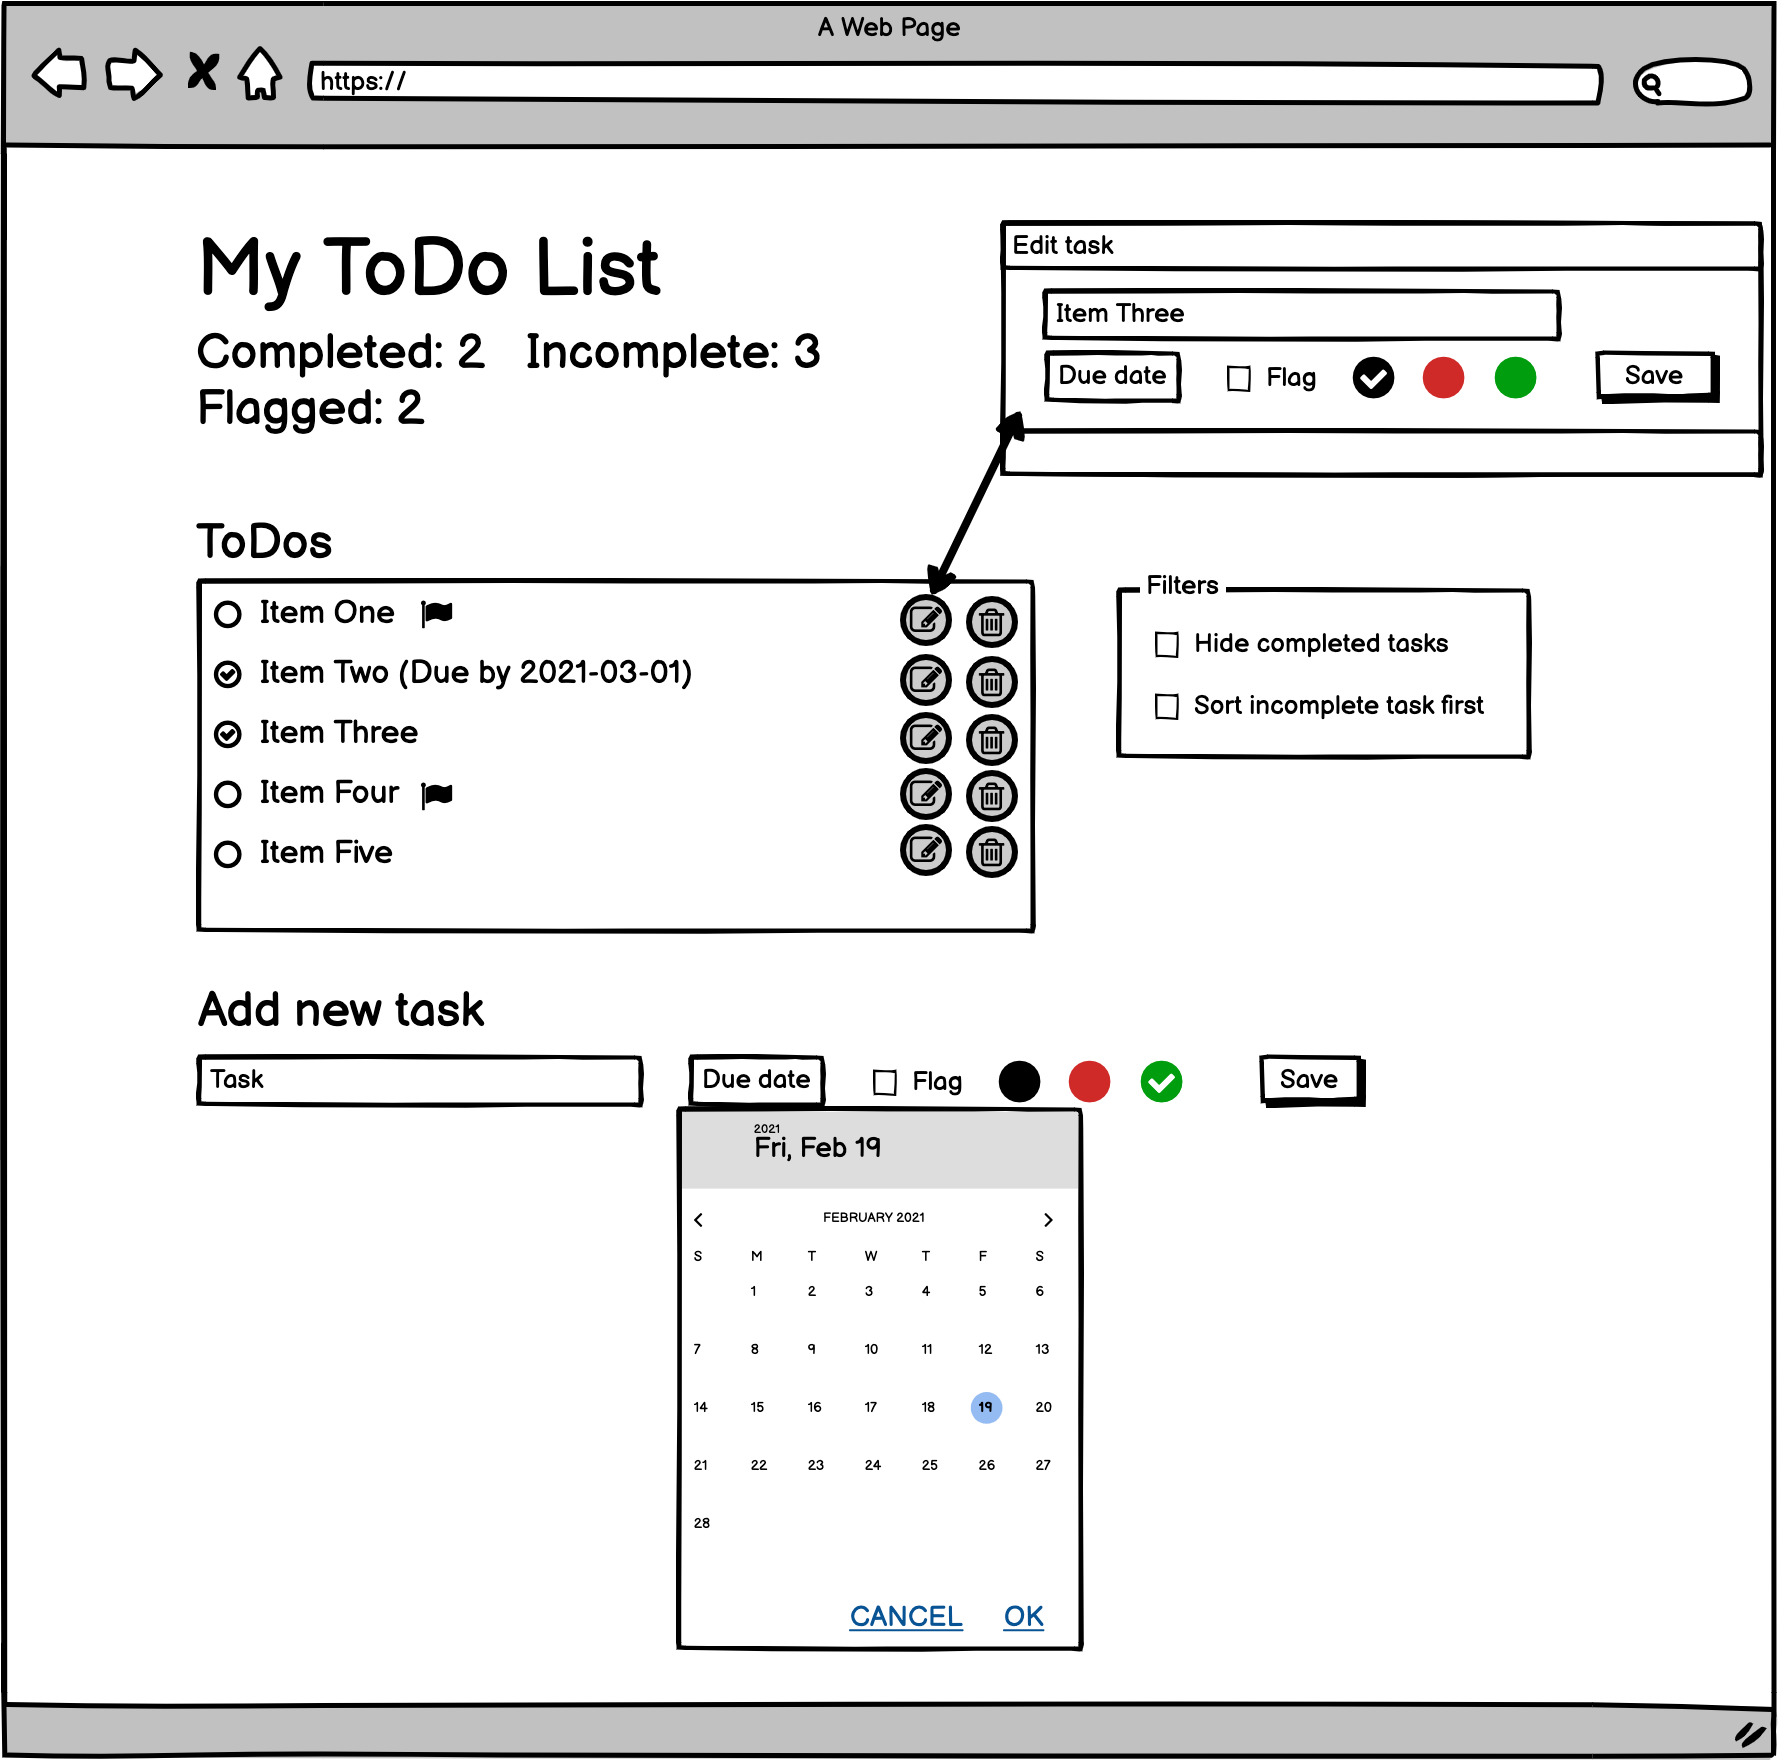 A Web Page
https://
My ToDo List
Completed: 2 Incomplete: 3
Flagged: 2
Edit task
Item Three
Due date Flag Save
ToDos
Item One
Item Two (Due by 2021-03-01)
Item Three
Item Four
Item Five
Filters
Hide completed tasks
Sort incomplete task first
Add new task
Task Due date Flag Save
2021
Fri, Feb 19
FEBRUARY 2021
S M T W T F S
1 2 3 4 5 6
7 8 9 10 11 12 13
14 15 16 17 18 19 20
21 22 23 24 25 26 27
28
CANCEL OK